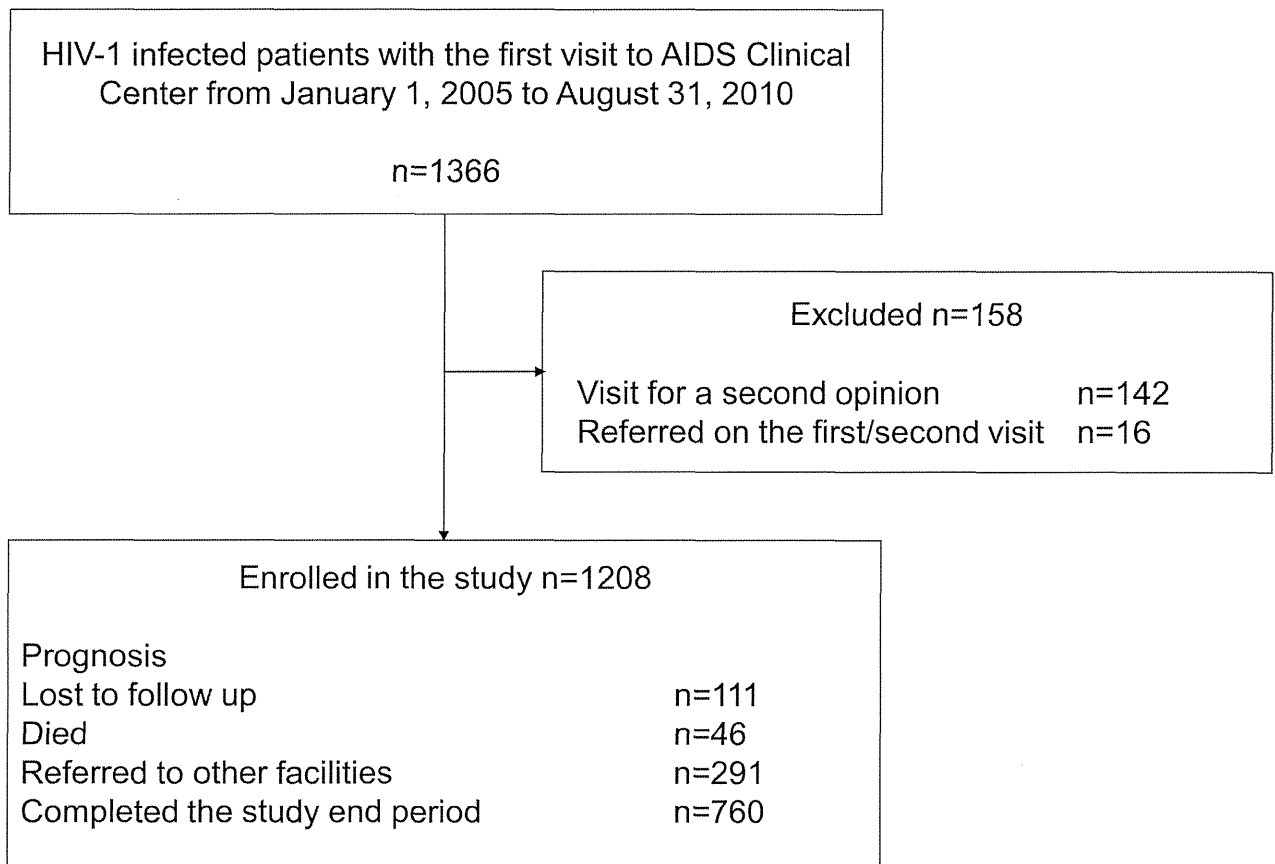 HIV-1 infected patients with the first visit to AIDS Clinical
Center from January 1, 2005 to August 31, 2010
n=1366
Excluded n=158
Visit for a second opinion n=142
Referred on the first/second visit n=16
Enrolled in the study n=1208
Prognosis
Lost to follow up n=111
Died n=46
Referred to other facilities n=291
Completed the study end period n=760